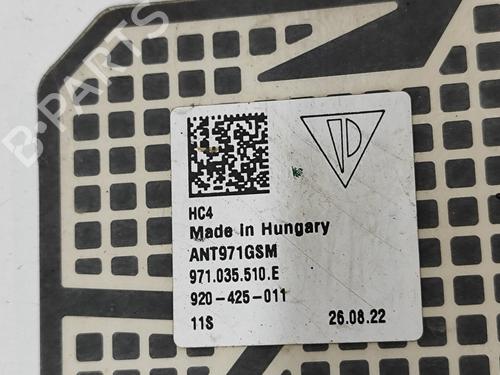 B-PARTS
HC4
Made In Hungary
ANT971GSM
971.035.510.E
920-425-011
11S 26.08.22